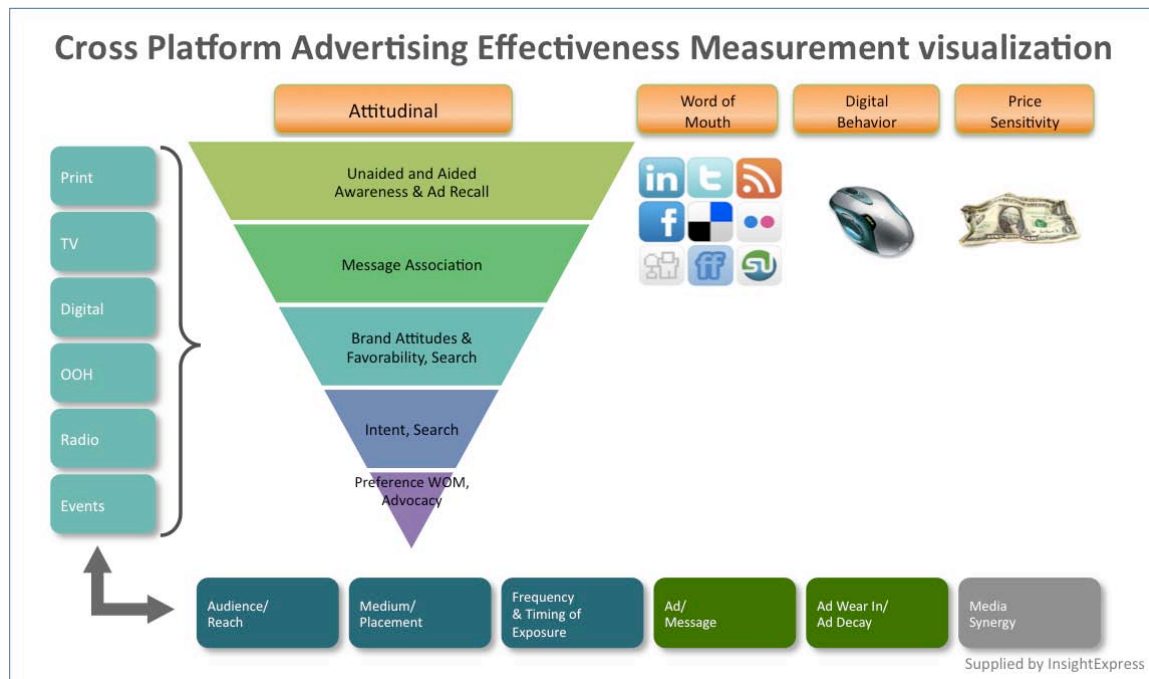 Cross Platform Advertising Effectiveness Measurement visualization
Attitudinal
Word of
Mouth
Digital
Behavior
Price
Sensitivity
Print
TV
Digital
OOH
Radio
Events
Unaided and Aided
Awareness & Ad Recall
Message Association
Brand Attitudes &
Favorability, Search
Intent, Search
Preference WOM,
Advocacy
in
t
f
ff
Audience/
Reach
Medium/
Placement
Frequency
& Timing of
Exposure
Ad/
Message
Ad Wear In/
Ad Decay
Media
Synergy
Supplied by InsightExpress